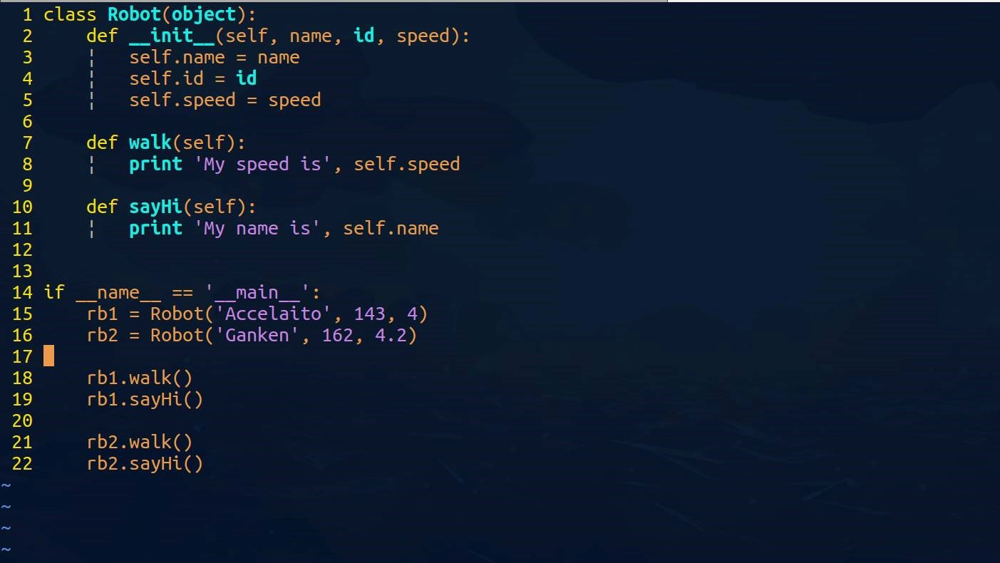 1 class Robot(object):
2     def __init__(self, name, id, speed):
3     ¦   self.name = name
4     ¦   self.id = id
5     ¦   self.speed = speed
6
7     def walk(self):
8     ¦   print 'My speed is', self.speed
9
10     def sayHi(self):
11     ¦   print 'My name is', self.name
12
13
14 if __name__ == '__main__':
15     rb1 = Robot('Accelaito', 143, 4)
16     rb2 = Robot('Ganken', 162, 4.2)
17
18     rb1.walk()
19     rb1.sayHi()
20
21     rb2.walk()
22     rb2.sayHi()
~
~
~
~